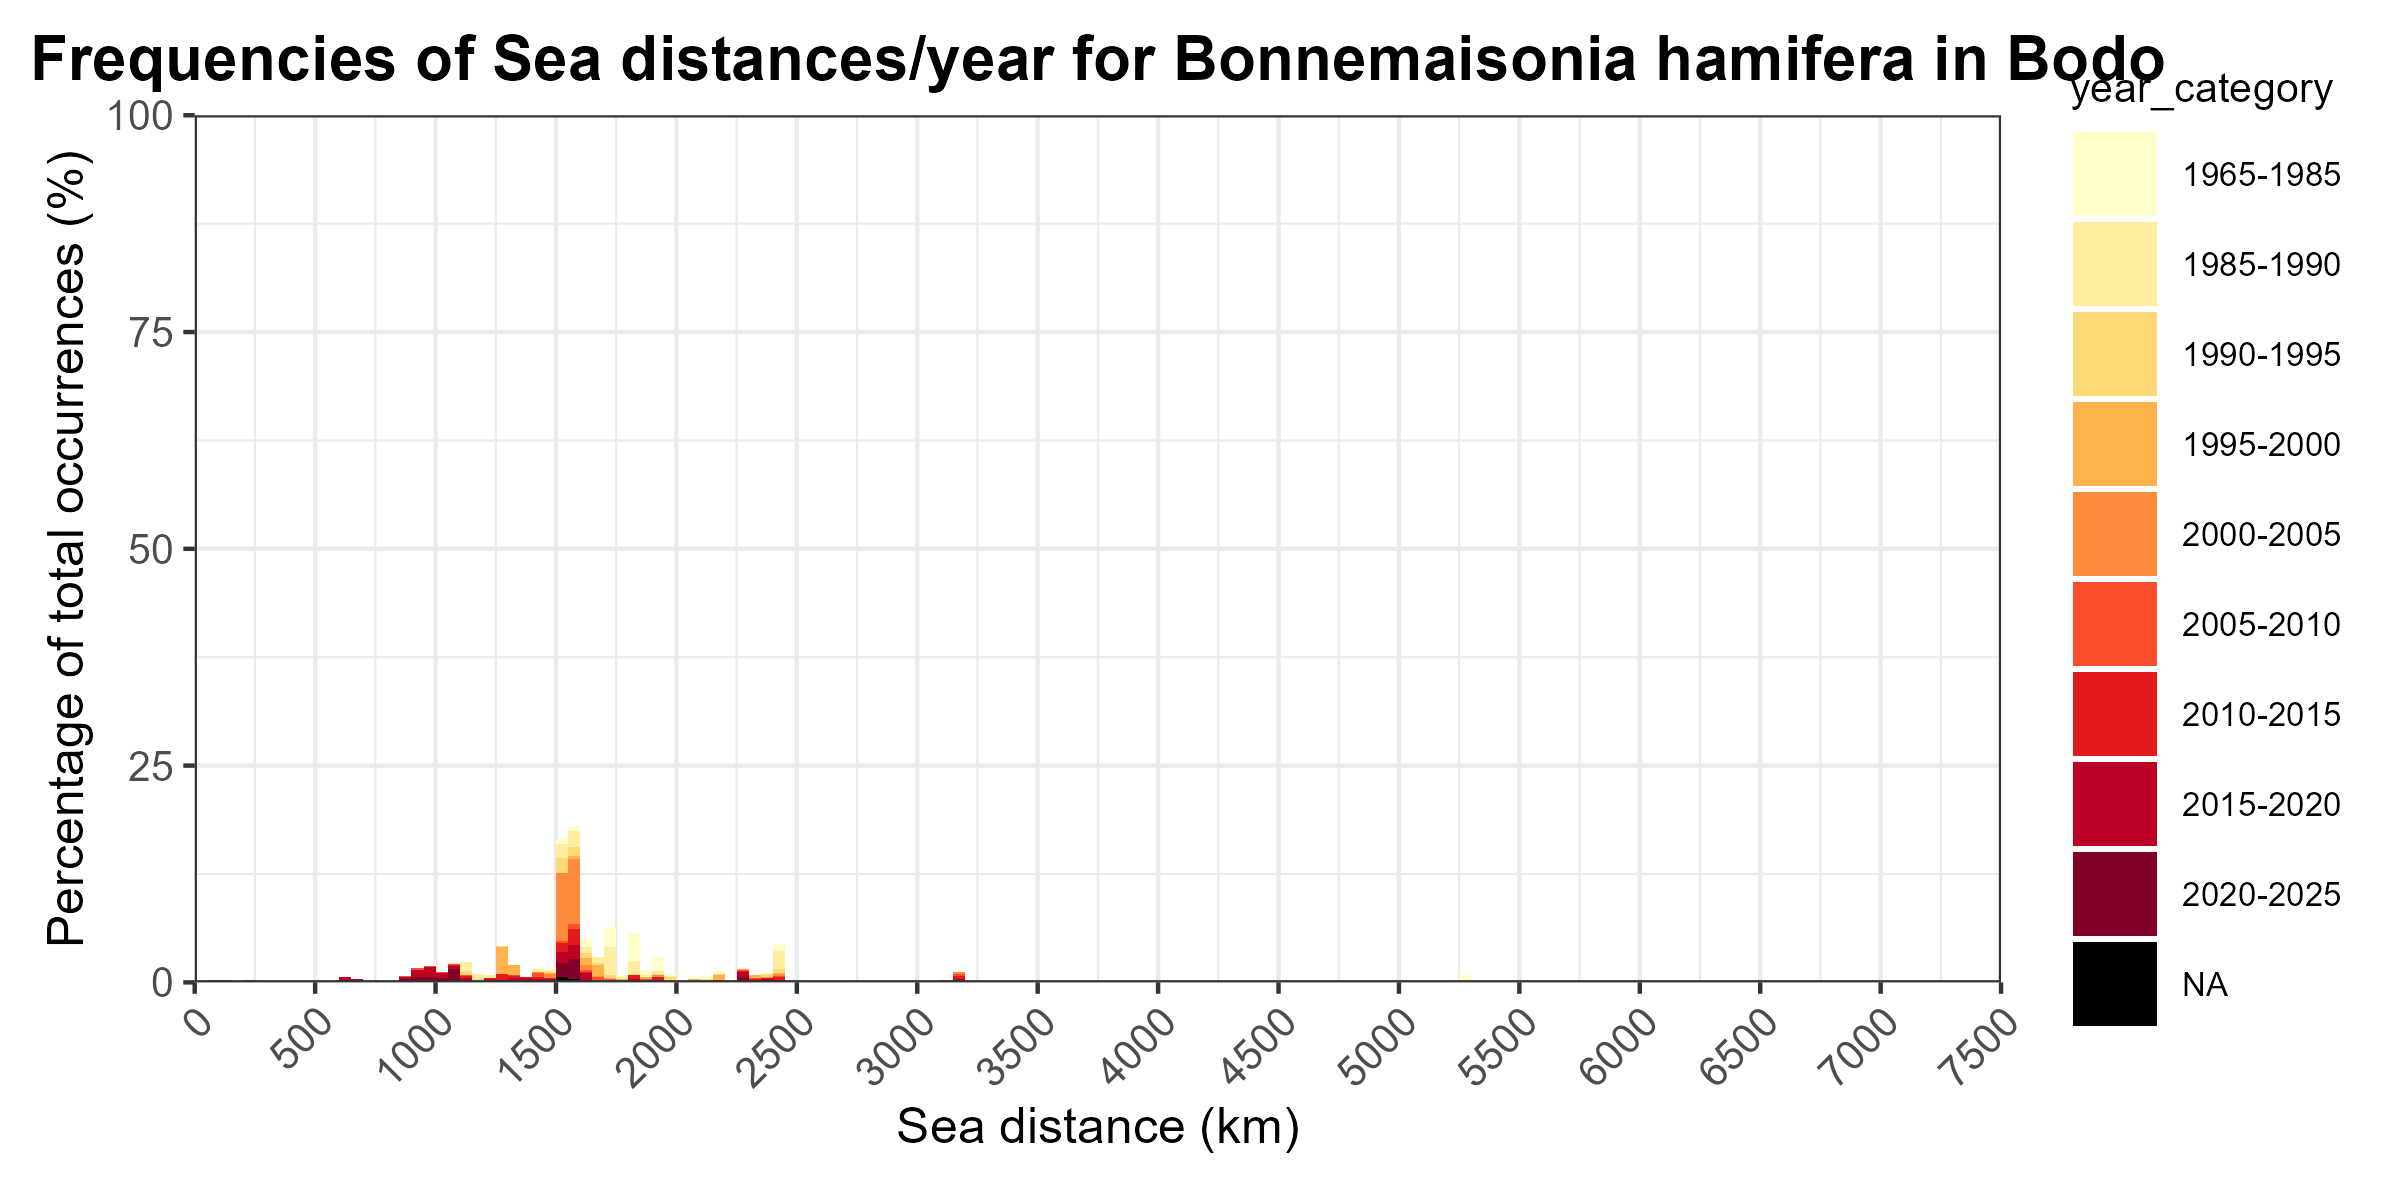 Frequencies of Sea distances/year for Bonnemaisonia hamifera in Bodo
year_category
1965-1985
1985-1990
1990-1995
1995-2000
2000-2005
2005-2010
2010-2015
2015-2020
2020-2025
NA
Percentage of total occurrences (%)
100
75
50
25
0
0 500 1000 1500 2000 2500 3000 3500 4000 4500 5000 5500 6000 6500 7000 7500
Sea distance (km)